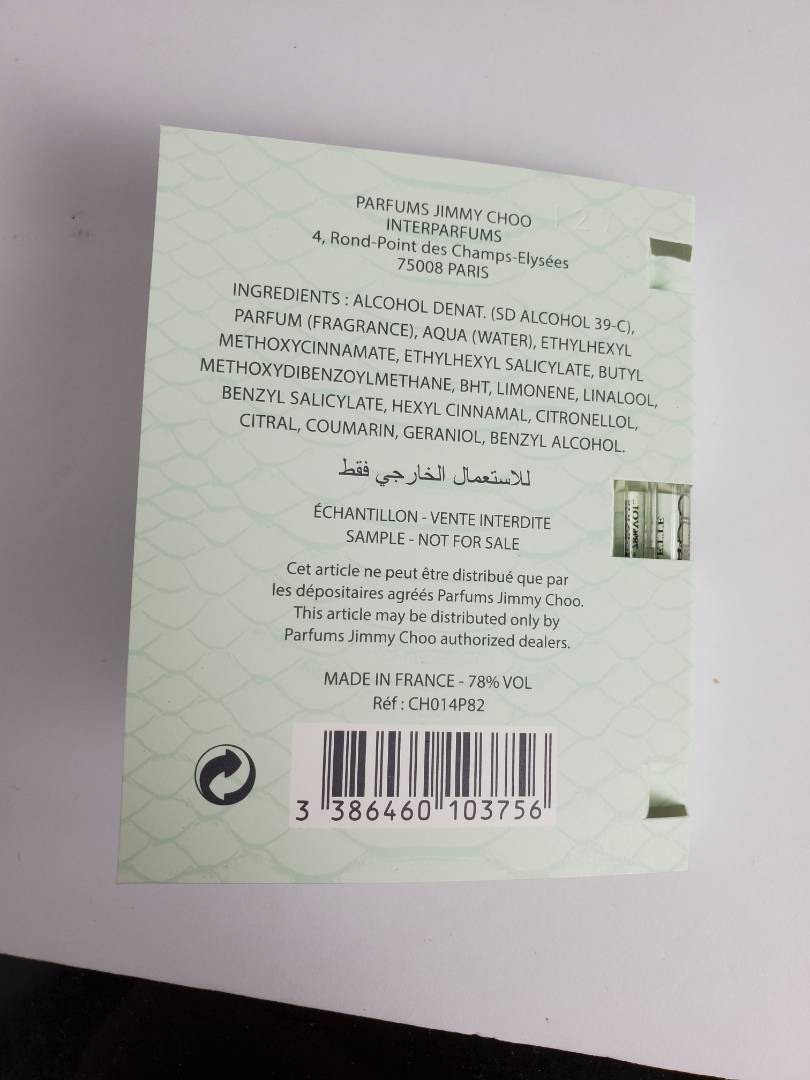 PARFUMS JIMMY CHOO
INTERPARFUMS
4, Rond-Point des Champs-Elysées
75008 PARIS
INGREDIENTS : ALCOHOL DENAT. (SD ALCOHOL 39-C),
PARFUM (FRAGRANCE), AQUA (WATER), ETHYLHEXYL
METHOXYCINNAMATE, ETHYLHEXYL SALICYLATE, BUTYL
METHOXYDIBENZOYLMETHANE, BHT, LIMONENE, LINALOOL,
BENZYL SALICYLATE, HEXYL CINNAMAL, CITRONELLOL,
CITRAL, COUMARIN, GERANIOL, BENZYL ALCOHOL.
للاستعمال الخارجي فقط
ÉCHANTILLON - VENTE INTERDITE
SAMPLE - NOT FOR SALE
Cet article ne peut être distribué que par
les dépositaires agréés Parfums Jimmy Choo.
This article may be distributed only by
Parfums Jimmy Choo authorized dealers.
MADE IN FRANCE - 78% VOL
Réf : CH014P82
3 386460 103756